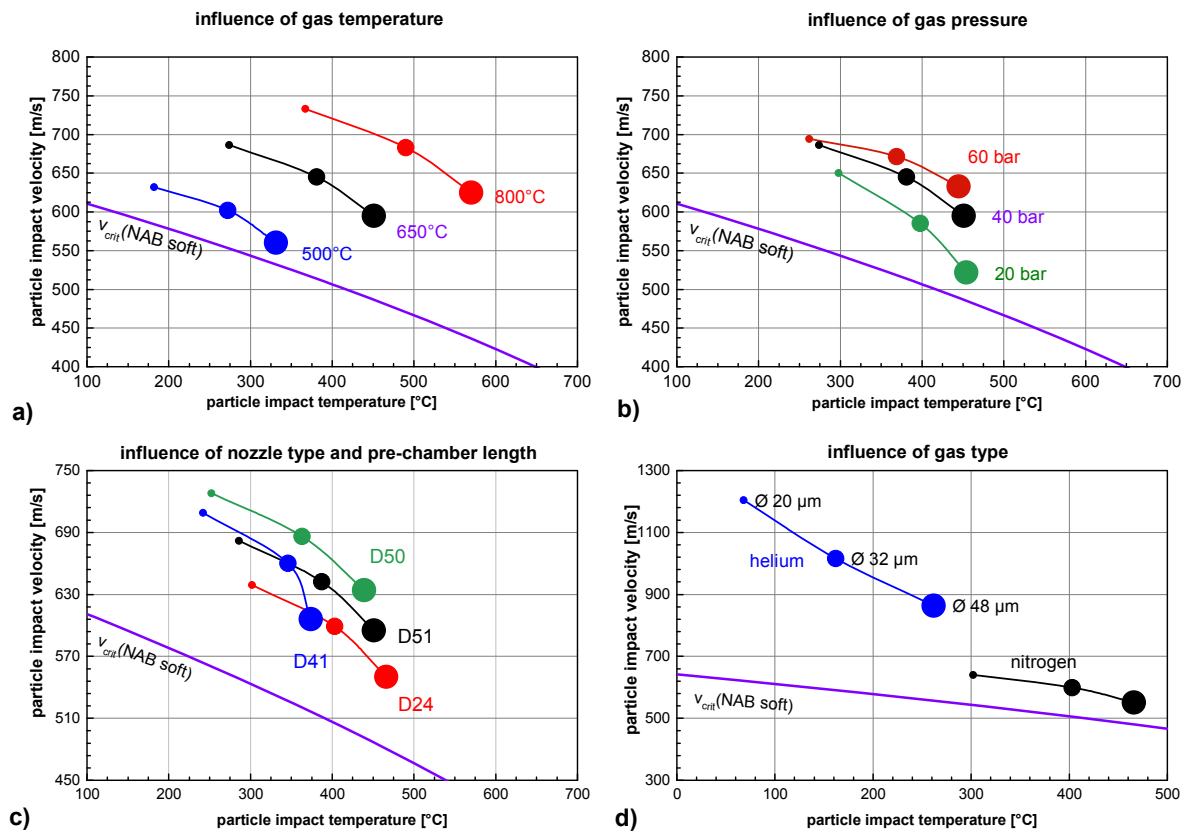 influence of gas temperature
800
750
700
650
600
550
500
450
400
100 200 300 400 500 600 700
particle impact velocity [m/s]
particle impact temperature [°C]
v_crit(NAB soft)
500°C
650°C
800°C
a)
influence of gas pressure
800
750
700
650
600
550
500
450
400
100 200 300 400 500 600 700
particle impact velocity [m/s]
particle impact temperature [°C]
v_crit(NAB soft)
60 bar
40 bar
20 bar
b)
influence of nozzle type and pre-chamber length
750
690
630
570
510
450
100 200 300 400 500 600 700
particle impact velocity [m/s]
particle impact temperature [°C]
v_crit(NAB soft)
D50
D51
D41
D24
c)
influence of gas type
1300
1100
900
700
500
300
0 100 200 300 400 500
particle impact velocity [m/s]
particle impact temperature [°C]
Ø 20 µm
helium
Ø 32 µm
Ø 48 µm
nitrogen
v_crit(NAB soft)
d)